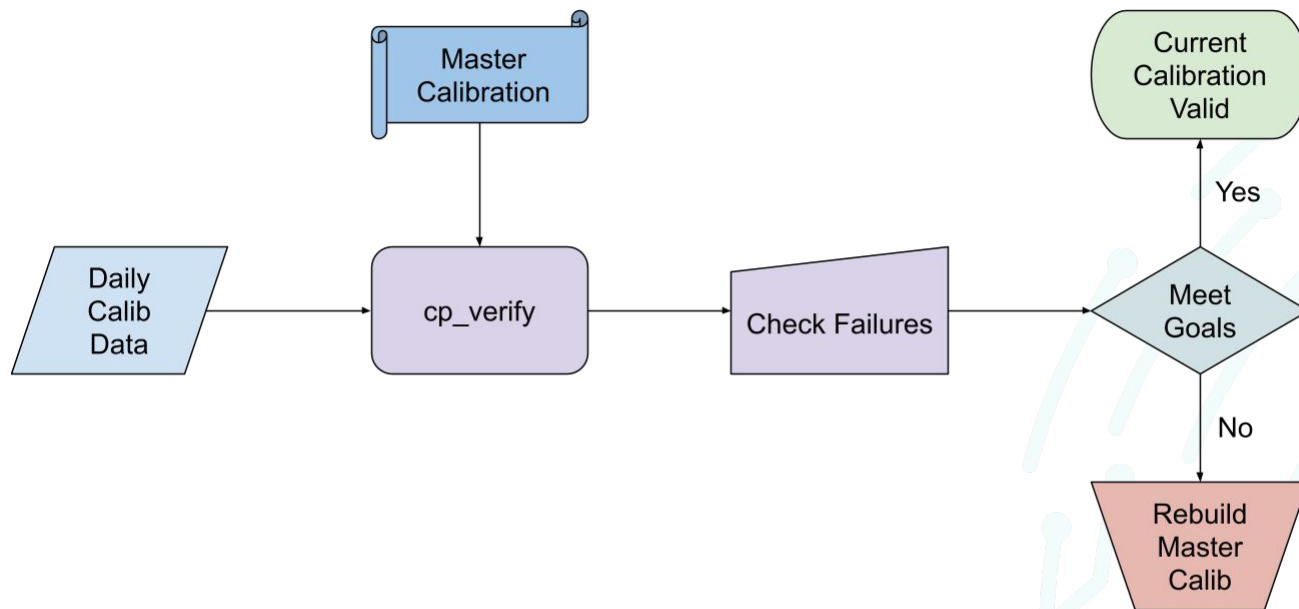 Master
Calibration
Current
Calibration
Valid
Yes
Daily
Calib
Data
cp_verify
Check Failures
Meet
Goals
No
Rebuild
Master
Calib